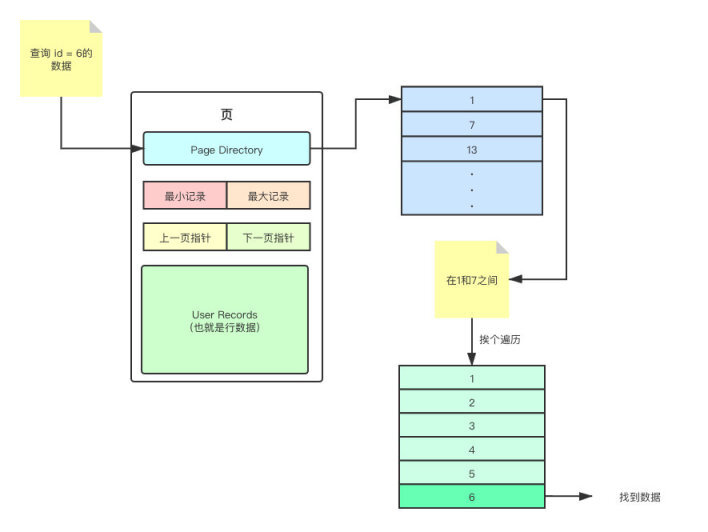 查询 id = 6的
数据
页
Page Directory
最小记录
最大记录
上一页指针
下一页指针
User Records
（也就是行数据）
1
7
13
.
.
.
在1和7之间
挨个遍历
1
2
3
4
5
6
找到数据